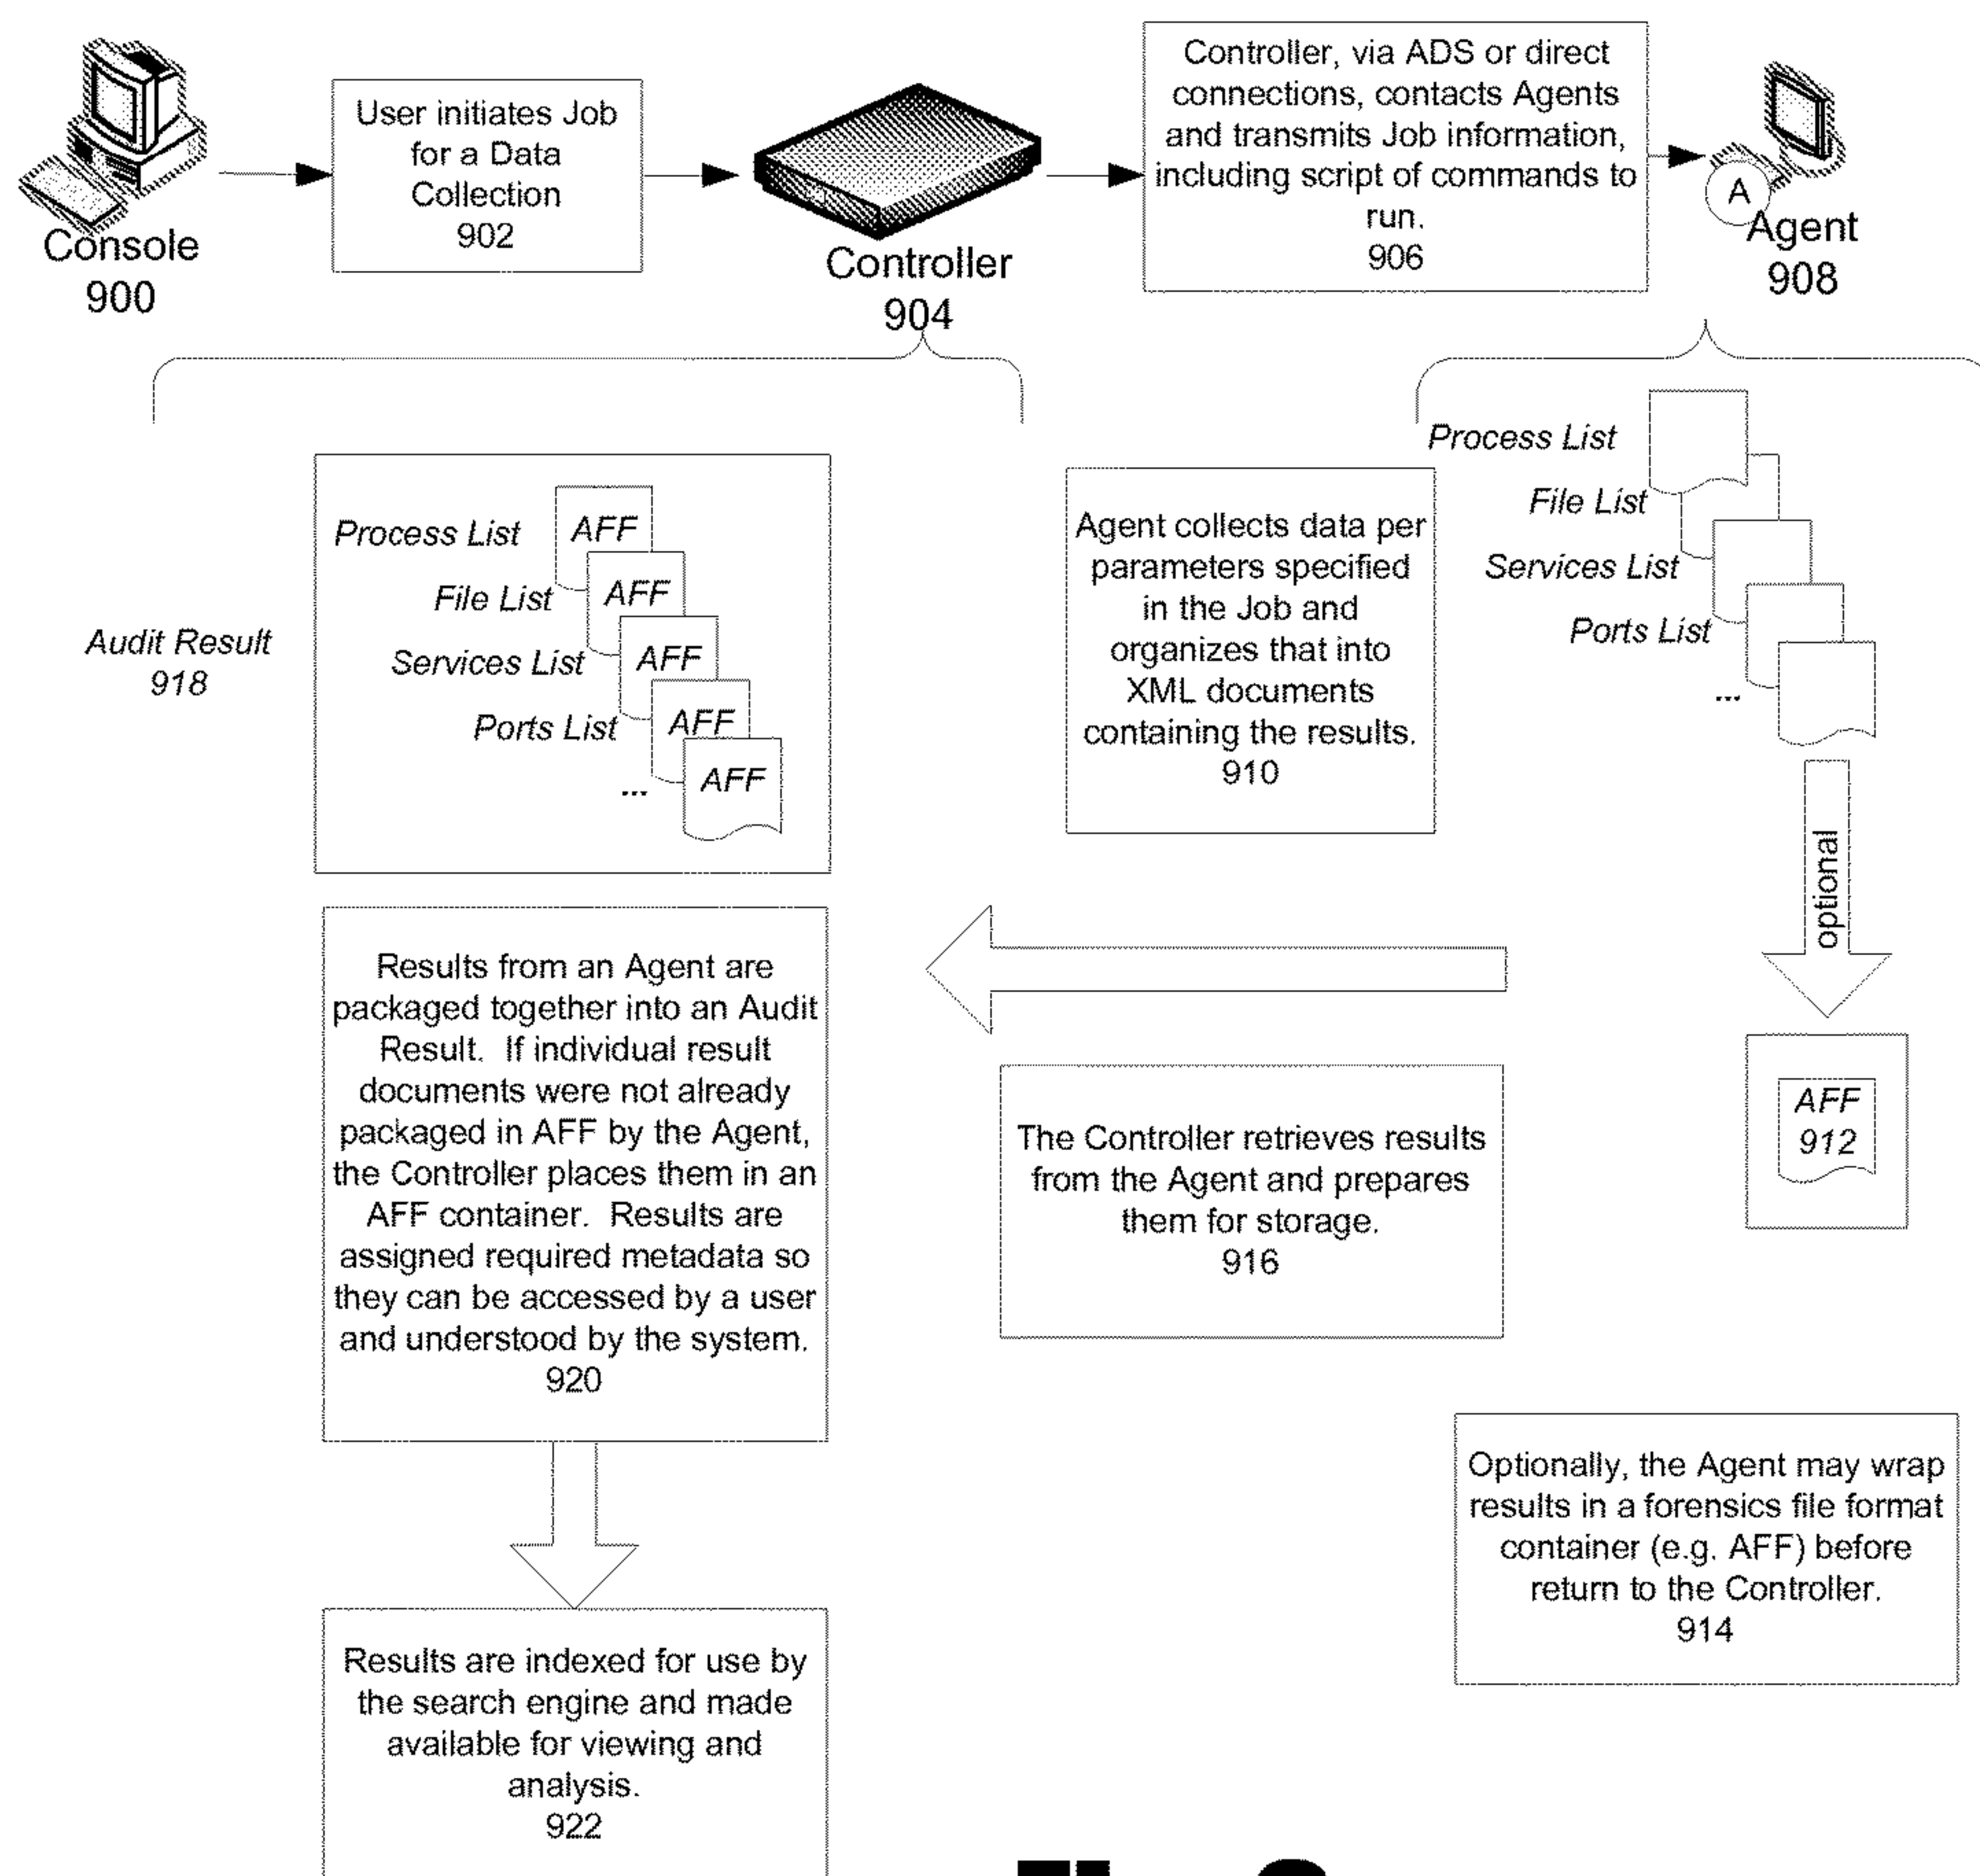 User initiates Job
for a Data
Collection
902
Console
900
Controller
904
Controller, via ADS or direct
connections, contacts Agents
and transmits Job information,
including script of commands to
run.
906
A
Agent
908
Audit Result
918
Process List
File List
Services List
Ports List
...
AFF
AFF
AFF
AFF
AFF
Agent collects data per
parameters specified
in the Job and
organizes that into
XML documents
containing the results.
910
Process List
File List
Services List
Ports List
...
optional
AFF
912
Results from an Agent are
packaged together into an Audit
Result. If individual result
documents were not already
packaged in AFF by the Agent,
the Controller places them in an
AFF container. Results are
assigned required metadata so
they can be accessed by a user
and understood by the system.
920
The Controller retrieves results
from the Agent and prepares
them for storage.
916
Optionally, the Agent may wrap
results in a forensics file format
container (e.g. AFF) before
return to the Controller.
914
Results are indexed for use by
the search engine and made
available for viewing and
analysis.
922